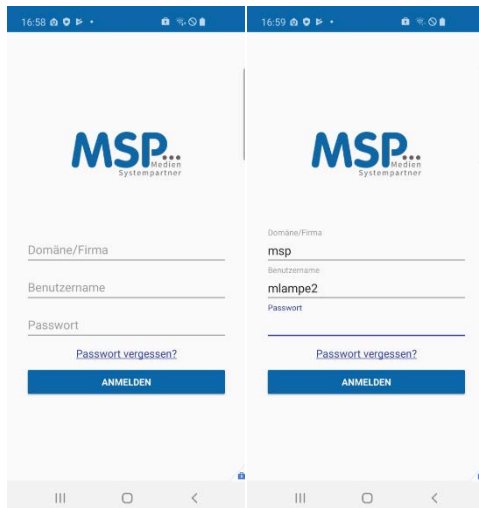 16:58
MSP...
Medien
Systempartner
Domäne/Firma
Benutzername
Passwort
Passwort vergessen?
ANMELDEN
16:59
MSP...
Medien
Systempartner
Domäne/Firma
msp
Benutzername
mlampe2
Passwort
Passwort vergessen?
ANMELDEN